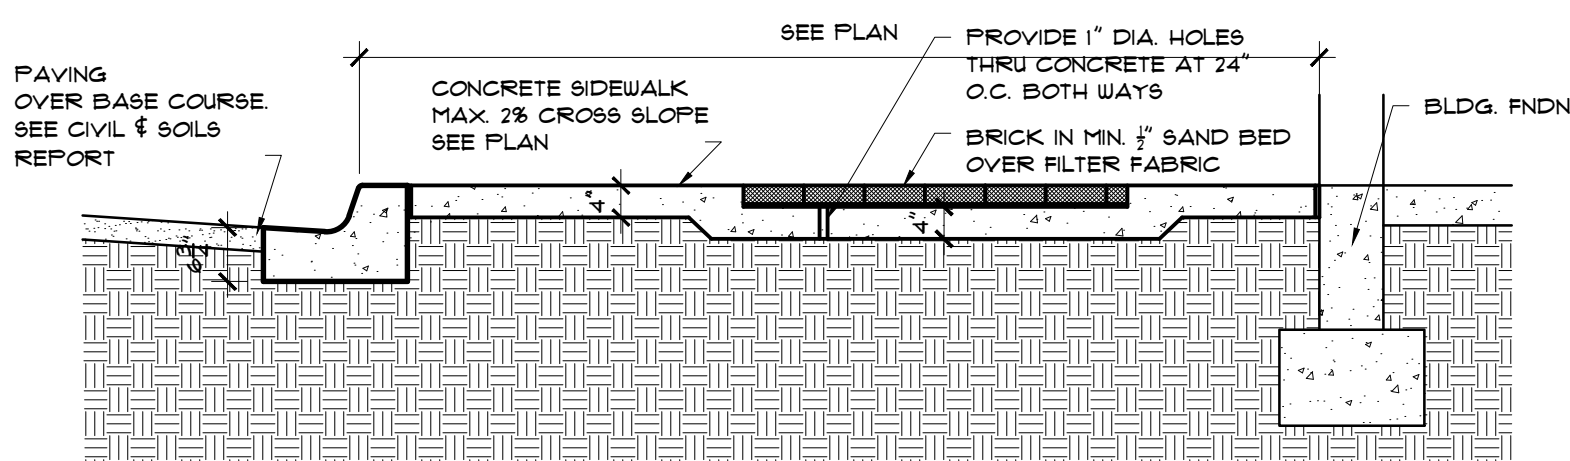 SEE PLAN
PROVIDE 1" DIA. HOLES
THRU CONCRETE AT 24"
O.C. BOTH WAYS
PAVING
OVER BASE COURSE.
SEE CIVIL & SOILS
REPORT
CONCRETE SIDEWALK
MAX. 2% CROSS SLOPE
SEE PLAN
BRICK IN MIN. ½" SAND BED
OVER FILTER FABRIC
BLDG. FNDN
4"
4"
6¾"